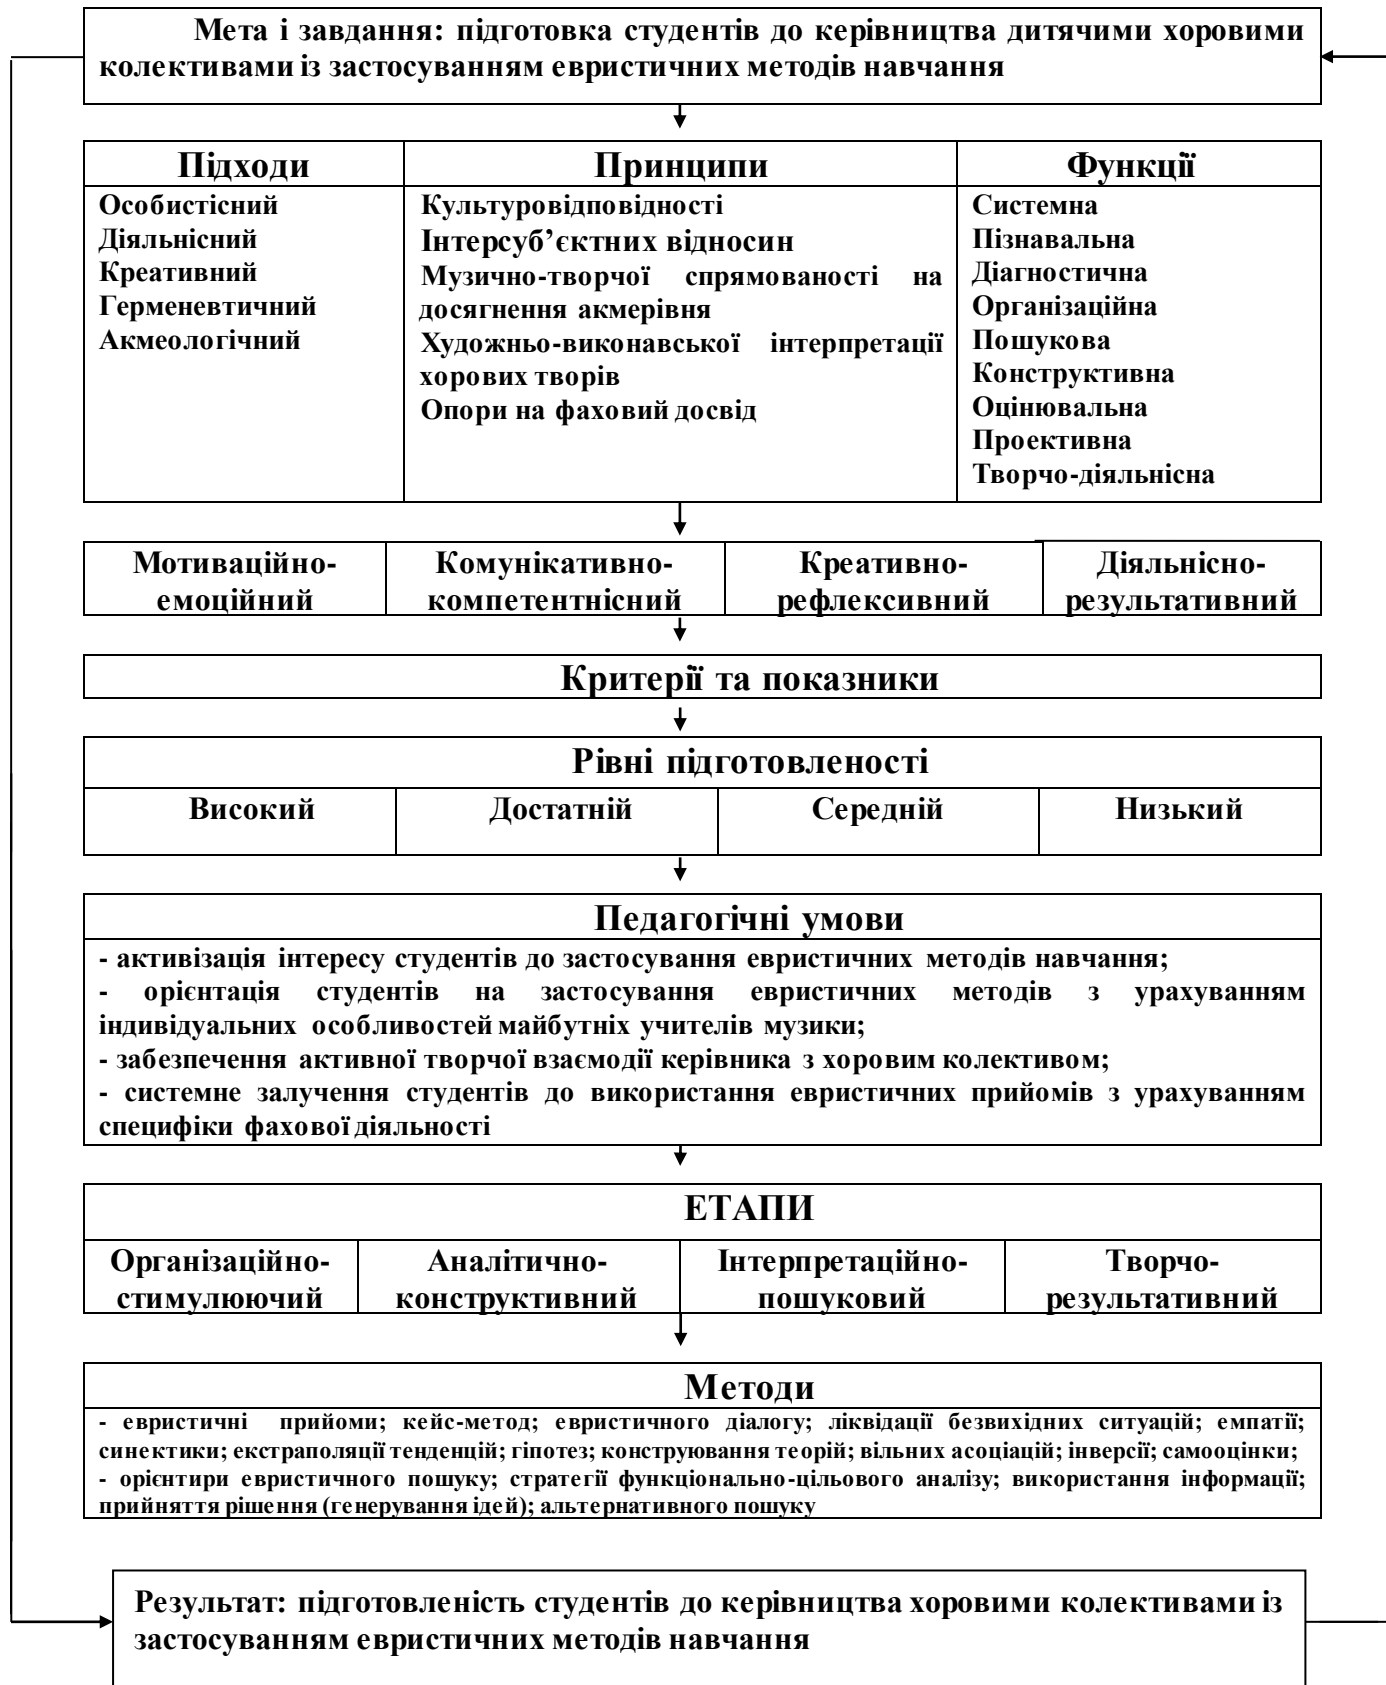 Мета і завдання: підготовка студентів до керівництва дитячими хоровими
колективами із застосуванням евристичних методів навчання
Підходи
Принципи
Функції
Особистісний
Діяльнісний
Креативний
Герменевтичний
Акмеологічний
Культуровідповідності
Інтерсуб’єктних відносин
Музично-творчої спрямованості на
досягнення акмерівня
Художньо-виконавської інтерпретації
хорових творів
Опори на фаховий досвід
Системна
Пізнавальна
Діагностична
Організаційна
Пошукова
Конструктивна
Оцінювальна
Проективна
Творчо-діяльнісна
Мотиваційно-
емоційний
Комунікативно-
компетентнісний
Креативно-
рефлексивний
Діяльнісно-
результативний
Критерії та показники
Рівні підготовленості
Високий
Достатній
Середній
Низький
Педагогічні умови
- активізація інтересу студентів до застосування евристичних методів навчання;
- орієнтація студентів на застосування евристичних методів з урахуванням
індивідуальних особливостей майбутніх учителів музики;
- забезпечення активної творчої взаємодії керівника з хоровим колективом;
- системне залучення студентів до використання евристичних прийомів з урахуванням
специфіки фахової діяльності
ЕТАПИ
Організаційно-
стимулюючий
Аналітично-
конструктивний
Інтерпретаційно-
пошуковий
Творчо-
результативний
Методи
- евристичні прийоми; кейс-метод; евристичного діалогу; ліквідації безвихідних ситуацій; емпатії;
синектики; екстраполяції тенденцій; гіпотез; конструювання теорій; вільних асоціацій; інверсії; самооцінки;
- орієнтири евристичного пошуку; стратегії функціонально-цільового аналізу; використання інформації;
прийняття рішення (генерування ідей); альтернативного пошуку
Результат: підготовленість студентів до керівництва хоровими колективами із
застосуванням евристичних методів навчання